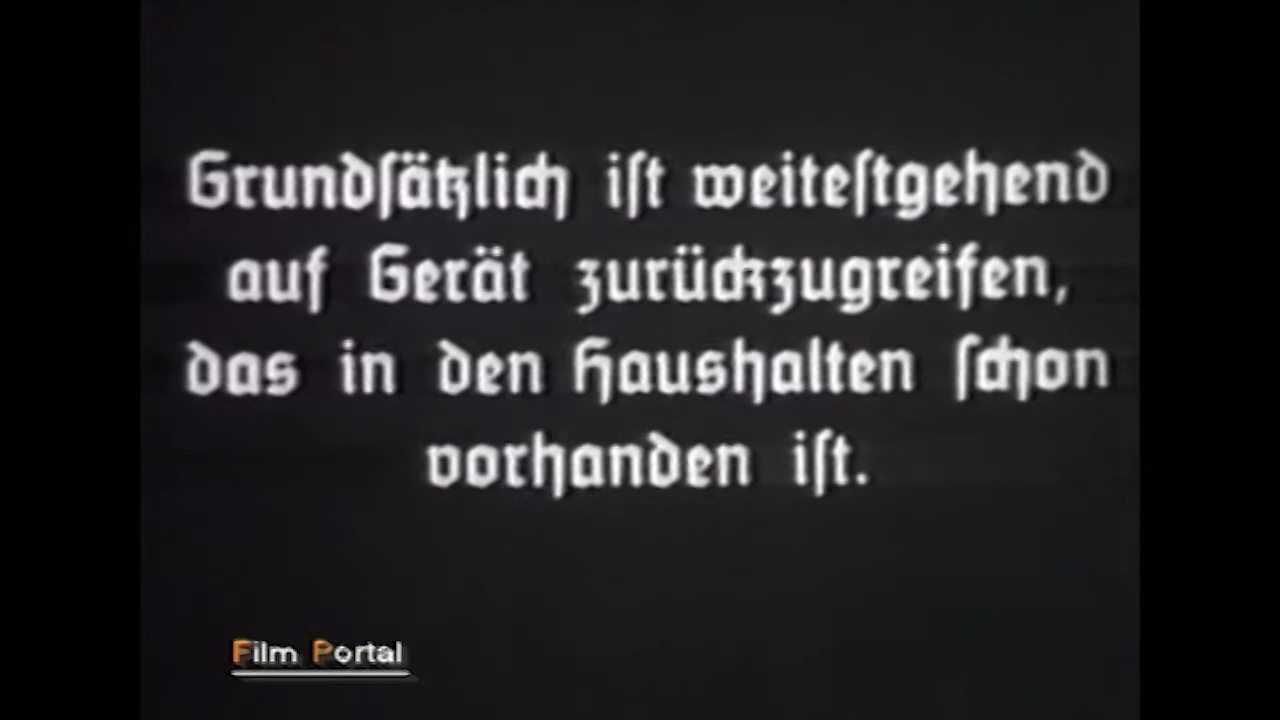 Grundſätzlich iſt weiteſtgehend
auf Gerät zurückzugreifen,
das in den Haushalten ſchon
vorhanden iſt.
Film Portal